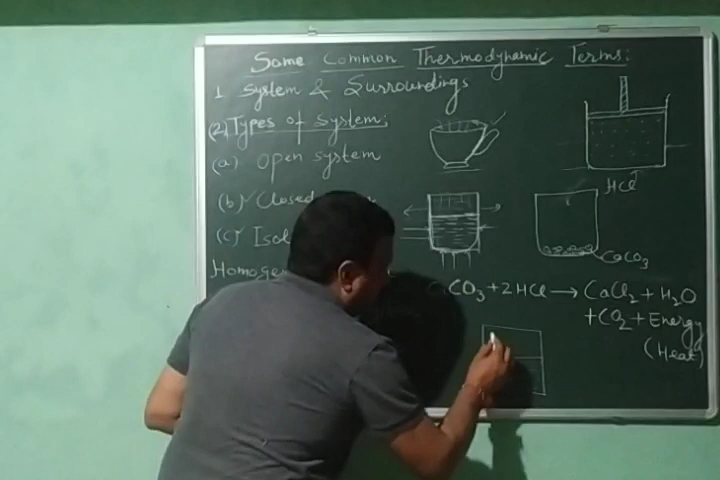 Some Common Thermodynamic Terms:
1 System & Surroundings
(2) Types of System:
(a) Open system
(b) Closed
(c) Isol
Homoge
HCl
CaCO3
CO3 + 2HCl → CaCl2 + H2O
+ CO2 + Energy
(Heat)